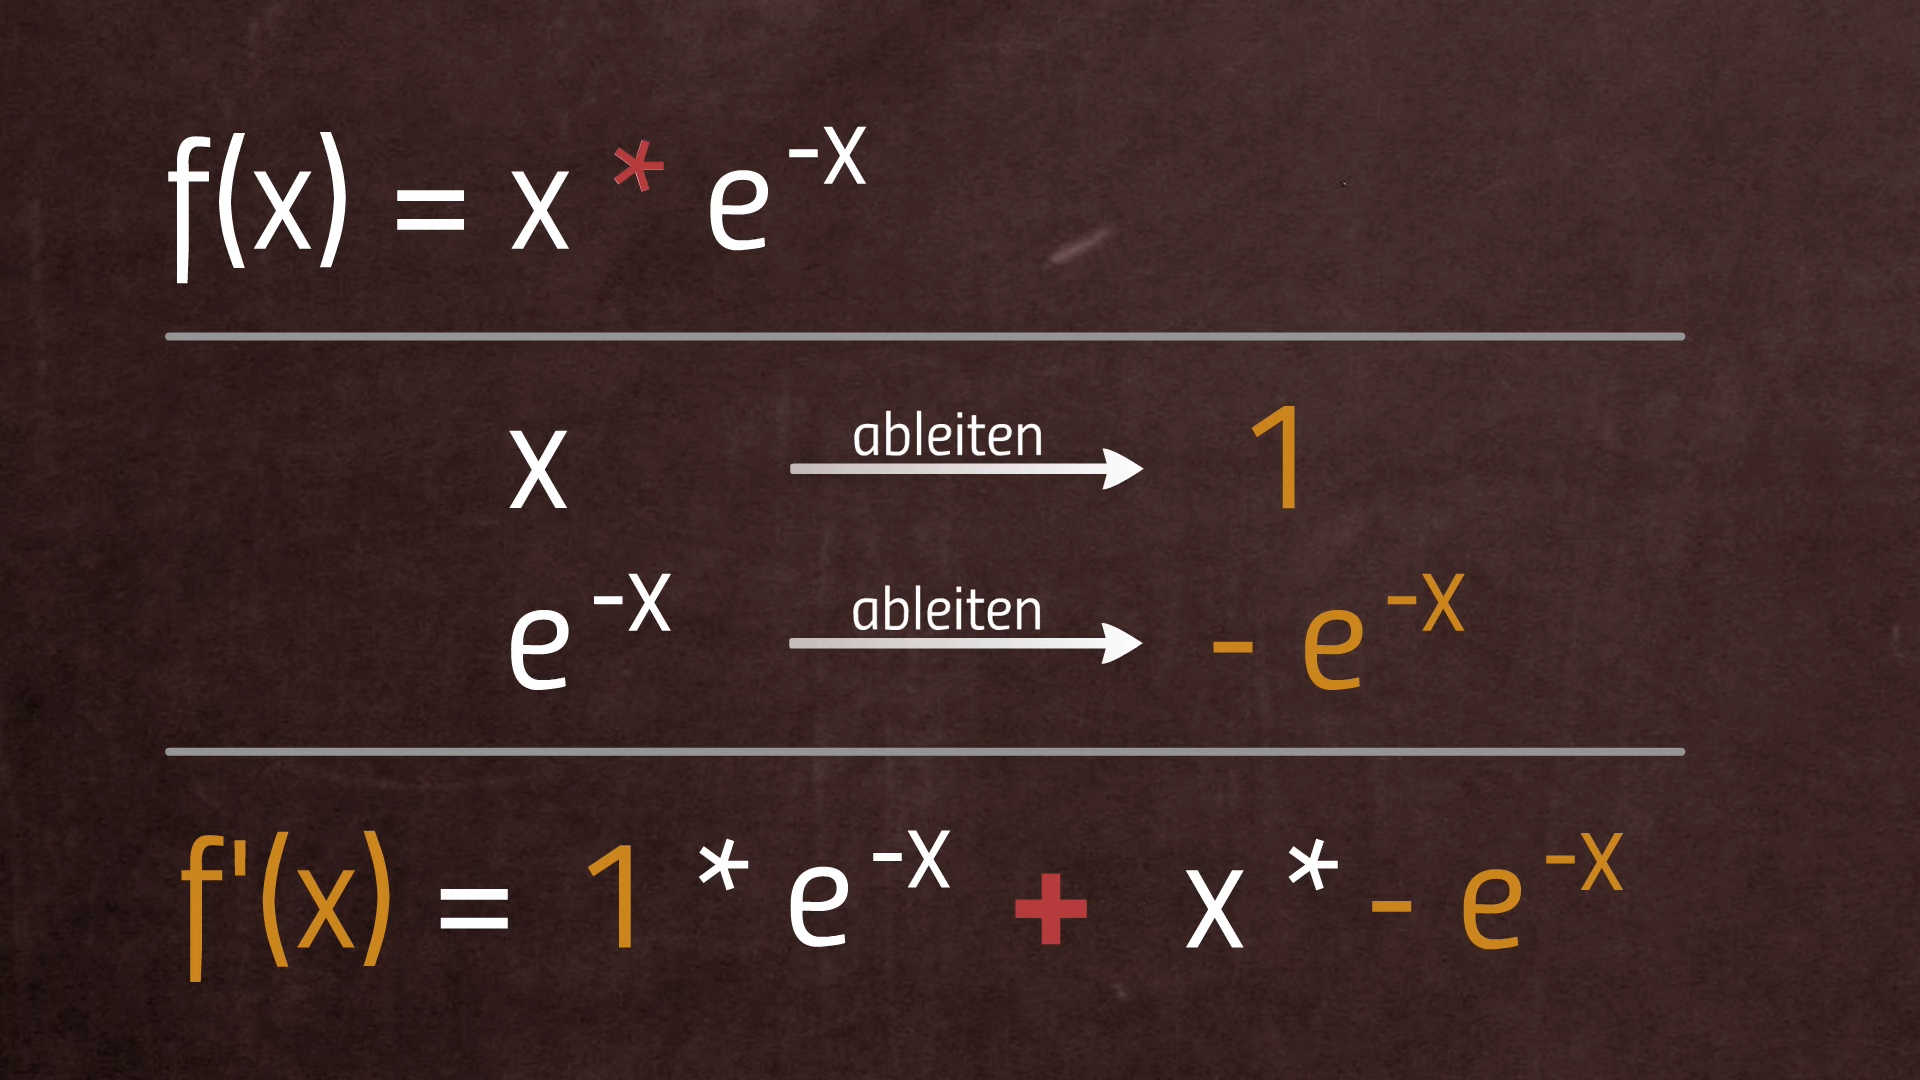 f(x) = x * e⁻ˣ
x ableiten 1
e⁻ˣ ableiten - e⁻ˣ
f'(x) = 1 * e⁻ˣ + x * - e⁻ˣ